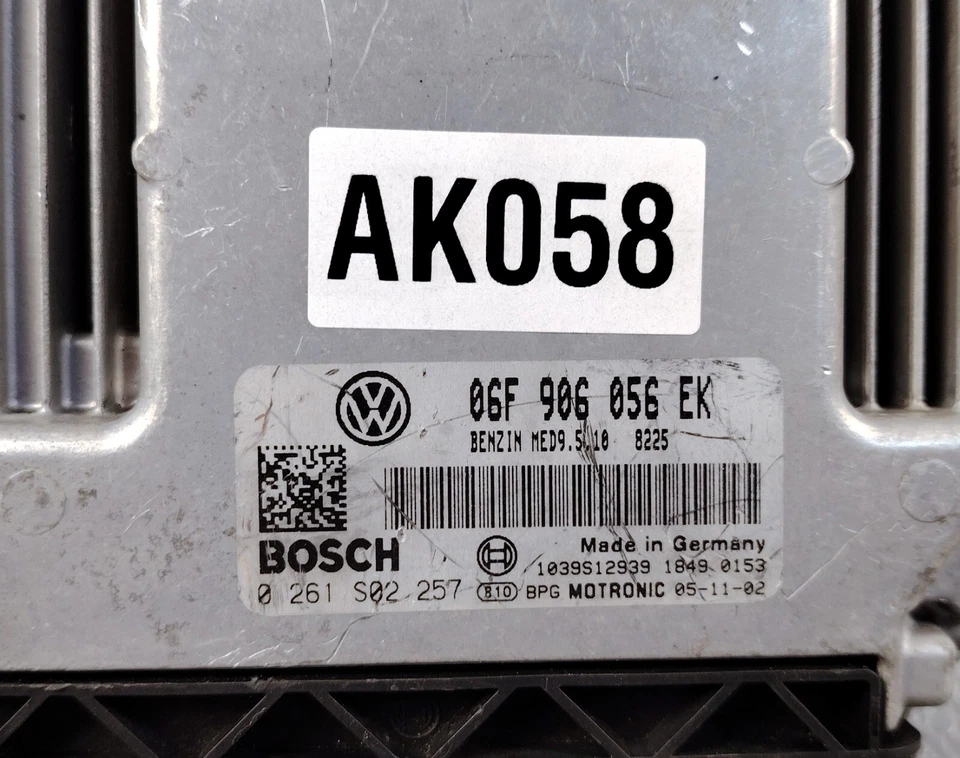 AK058
06F 906 056 EK
BENZIN MED9.5.10 8225
BOSCH
Made in Germany
1039S12939 1849 0153
0 261 S02 257 B10 BPG MOTRONIC 05-11-02